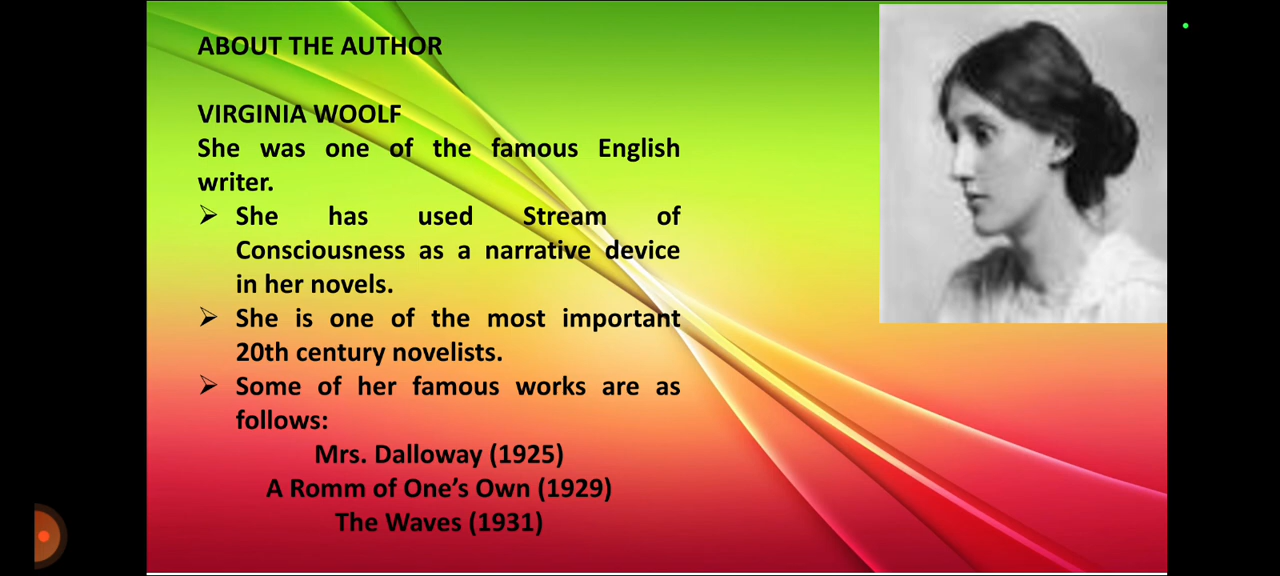 ABOUT THE AUTHOR
VIRGINIA WOOLF
She was one of the famous English
writer.
➢ She has used Stream of
Consciousness as a narrative device
in her novels.
➢ She is one of the most important
20th century novelists.
➢ Some of her famous works are as
follows:
Mrs. Dalloway (1925)
A Romm of One’s Own (1929)
The Waves (1931)